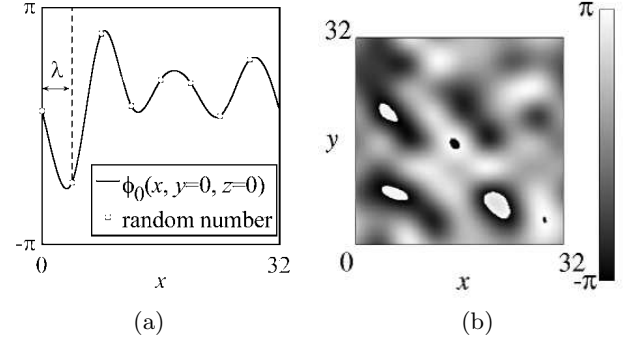 π
λ
ϕ₀(x, y=0, z=0)
random number
-π
0
32
x
(a)
32
y
0
32
x
π
-π
(b)